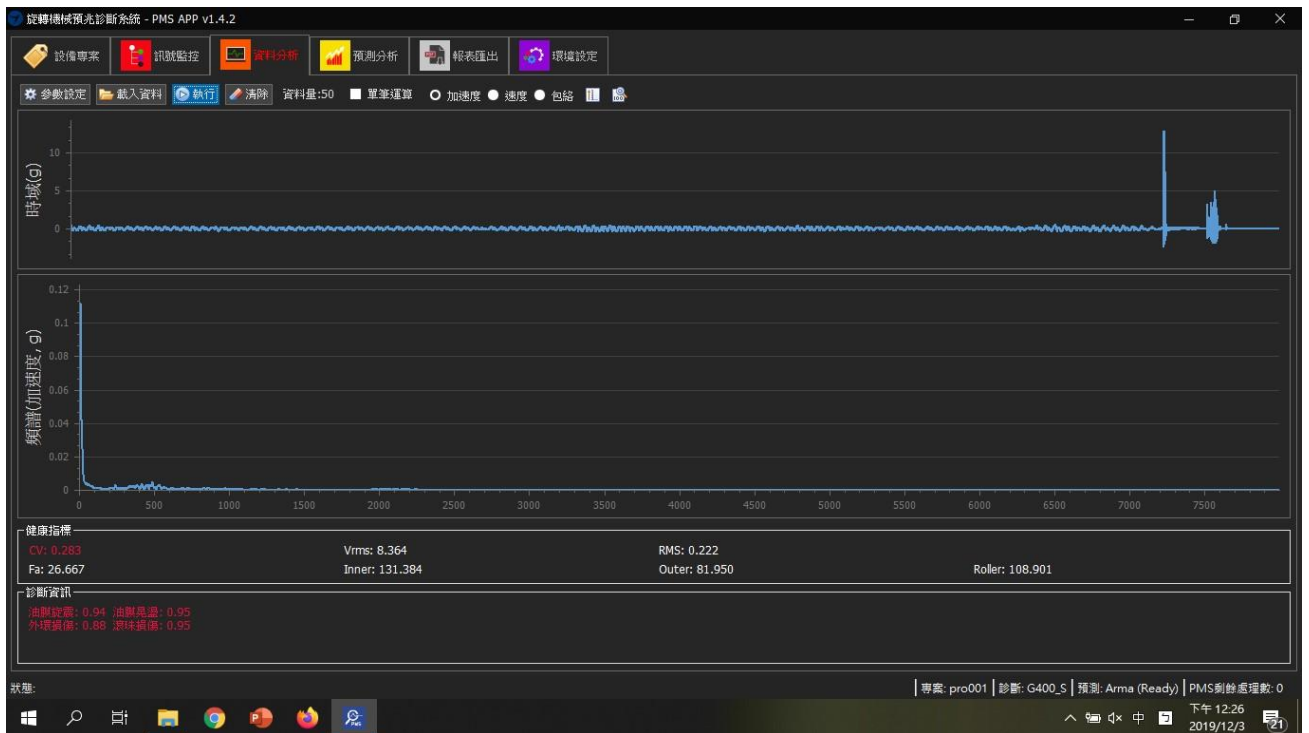 旋轉機械預兆診斷系統 - PMS APP v1.4.2
設備專案 訊號監控 資料分析 預測分析 報表匯出 環境設定
參數設定 載入資料 執行 清除 資料量:50 單筆運算 加速度 速度 包絡
時域(g)
10
5
0
頻譜(加速度, g)
0.12
0.1
0.08
0.06
0.04
0.02
0
0 500 1000 1500 2000 2500 3000 3500 4000 4500 5000 5500 6000 6500 7000 7500
健康指標
CV: 0.283 Vrms: 8.364 RMS: 0.222
Fa: 26.667 Inner: 131.384 Outer: 81.950 Roller: 108.901
診斷資訊
油膜旋震: 0.94 油膜晃盪: 0.95
外環損傷: 0.88 滾珠損傷: 0.95
狀態:
專案: pro001 診斷: G400_S 預測: Arma (Ready) PMS剩餘處理數: 0
中 下午 12:26
2019/12/3
21